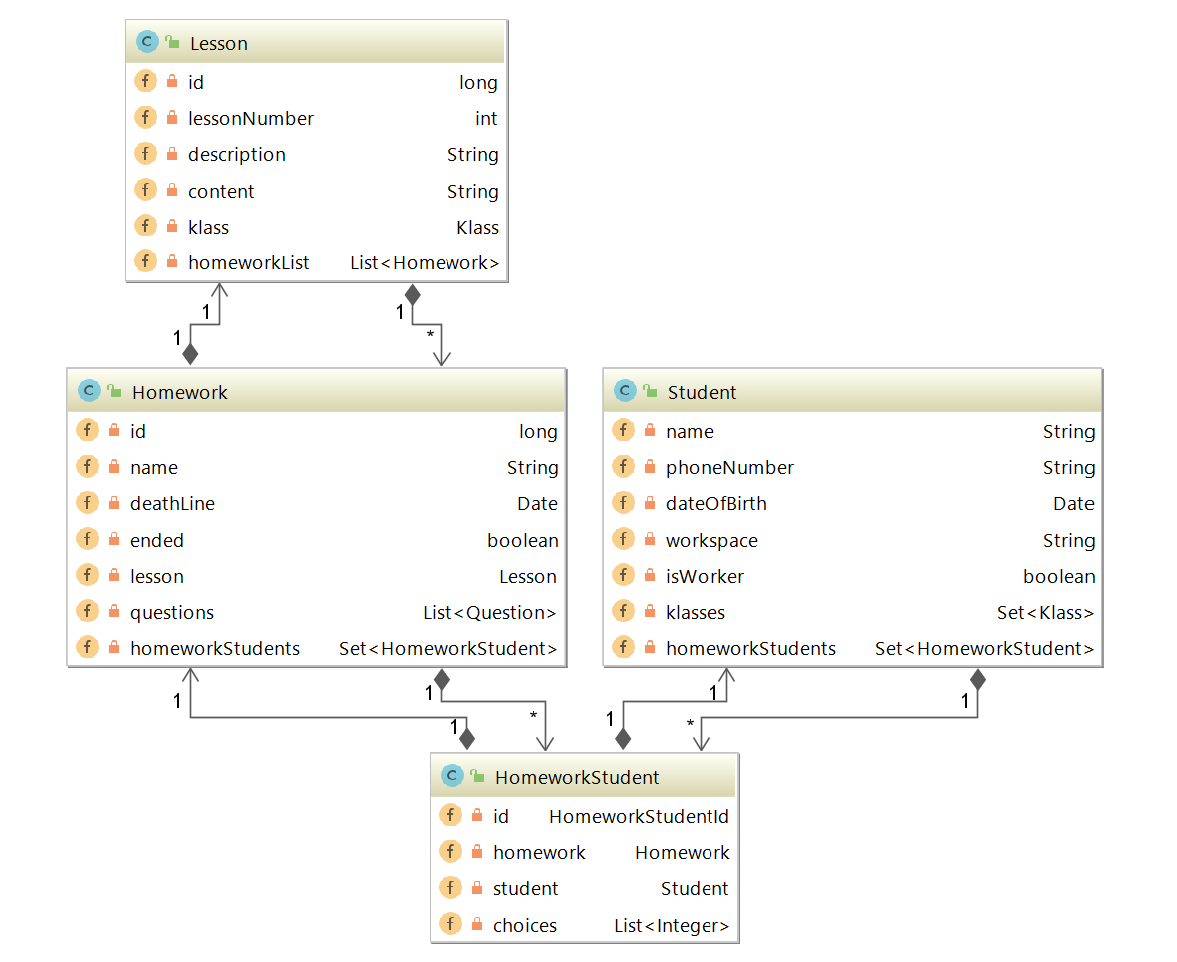 C Lesson
f id long
f lessonNumber int
f description String
f content String
f klass Klass
f homeworkList List<Homework>
1 1
1 *
C Homework
f id long
f name String
f deathLine Date
f ended boolean
f lesson Lesson
f questions List<Question>
f homeworkStudents Set<HomeworkStudent>
C Student
f name String
f phoneNumber String
f dateOfBirth Date
f workspace String
f isWorker boolean
f klasses Set<Klass>
f homeworkStudents Set<HomeworkStudent>
1 1
1 *
1 1
* 1
C HomeworkStudent
f id HomeworkStudentId
f homework Homework
f student Student
f choices List<Integer>